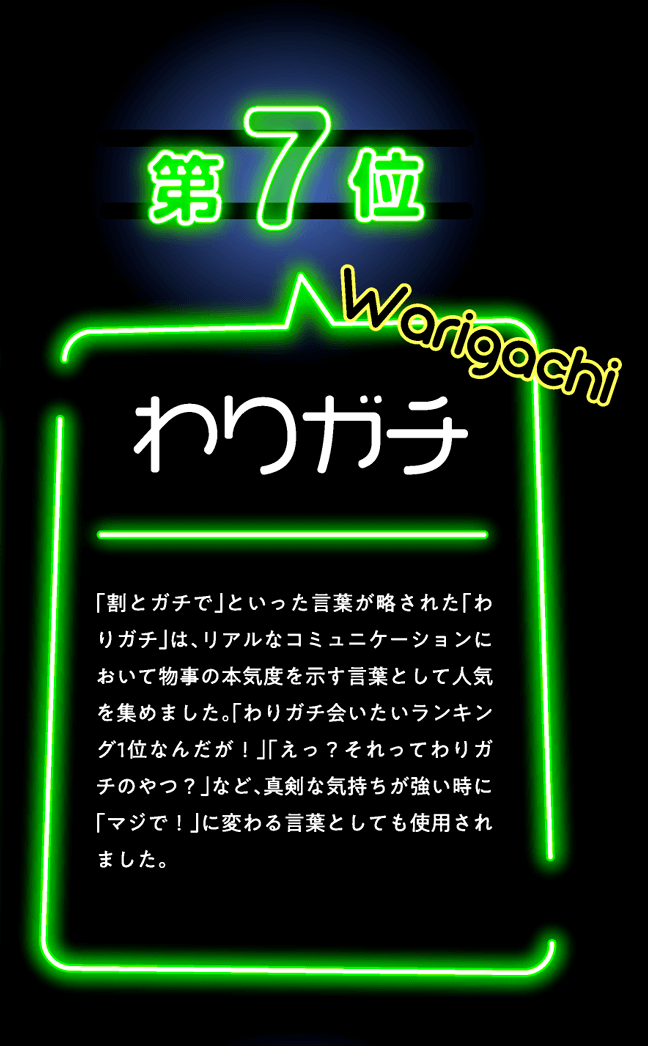 第7位
Warigachi
わりガチ
「割とガチで」といった言葉が略された「わ
りガチ」は、リアルなコミュニケーションに
おいて物事の本気度を示す言葉として人気
を集めました。「わりガチ会いたいランキン
グ1位なんだが！」「えっ？それってわりガ
チのやつ？」など、真剣な気持ちが強い時に
「マジで！」に変わる言葉としても使用され
ました。